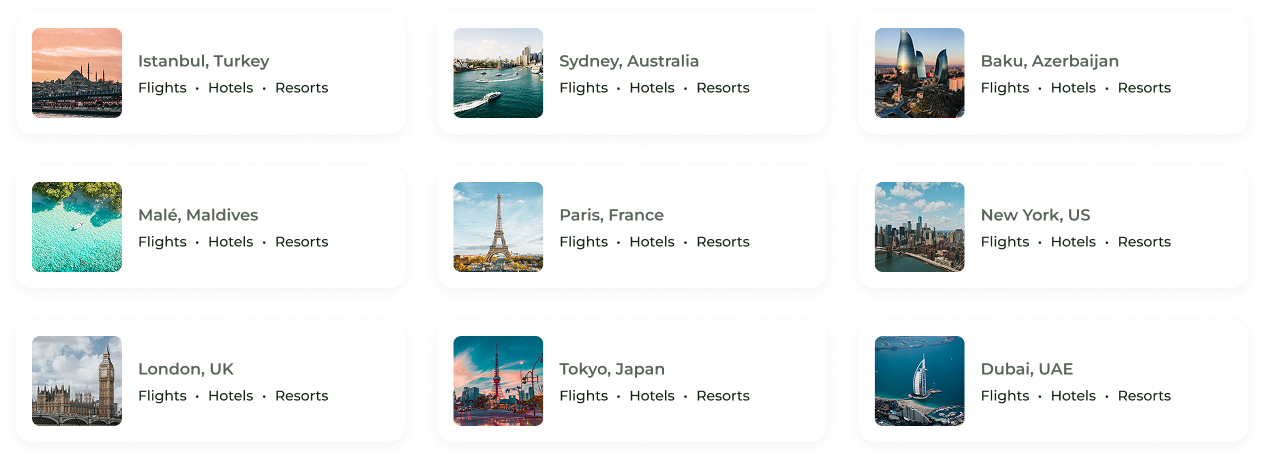 Istanbul, Turkey
Flights • Hotels • Resorts
Sydney, Australia
Flights • Hotels • Resorts
Baku, Azerbaijan
Flights • Hotels • Resorts
Malé, Maldives
Flights • Hotels • Resorts
Paris, France
Flights • Hotels • Resorts
New York, US
Flights • Hotels • Resorts
London, UK
Flights • Hotels • Resorts
Tokyo, Japan
Flights • Hotels • Resorts
Dubai, UAE
Flights • Hotels • Resorts